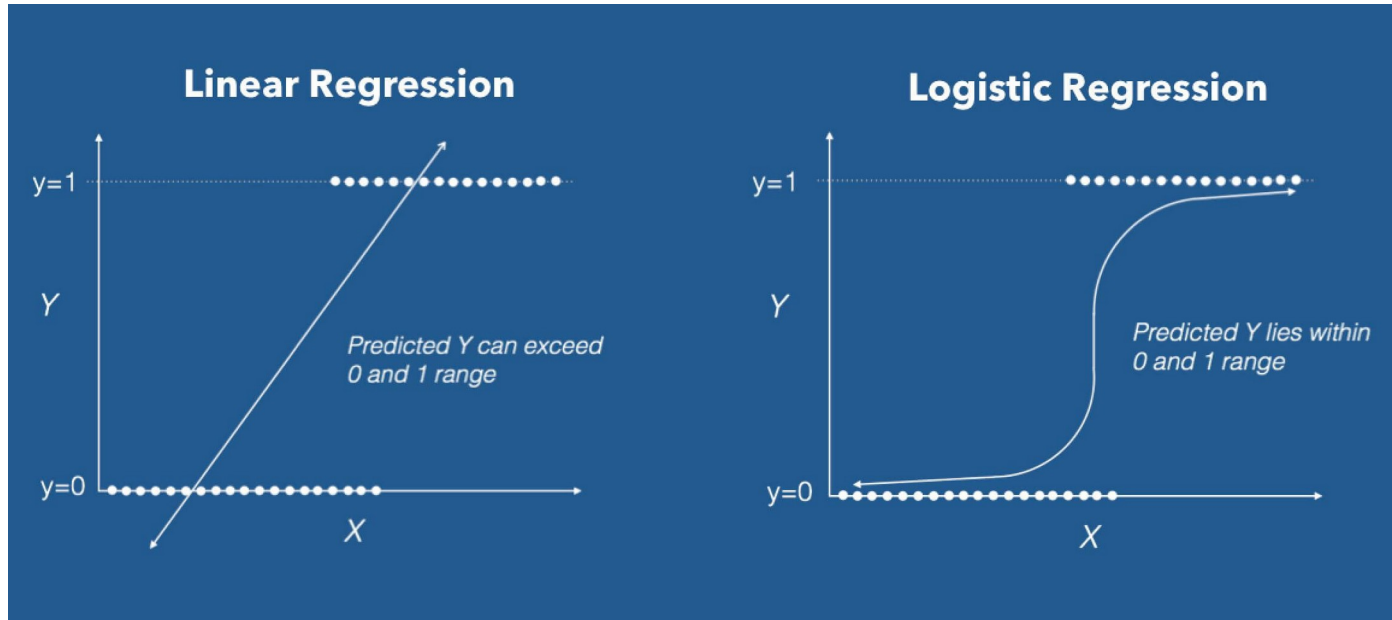 Linear Regression
y=1
Y
Predicted Y can exceed
0 and 1 range
y=0
X
Logistic Regression
y=1
Y
Predicted Y lies within
0 and 1 range
y=0
X